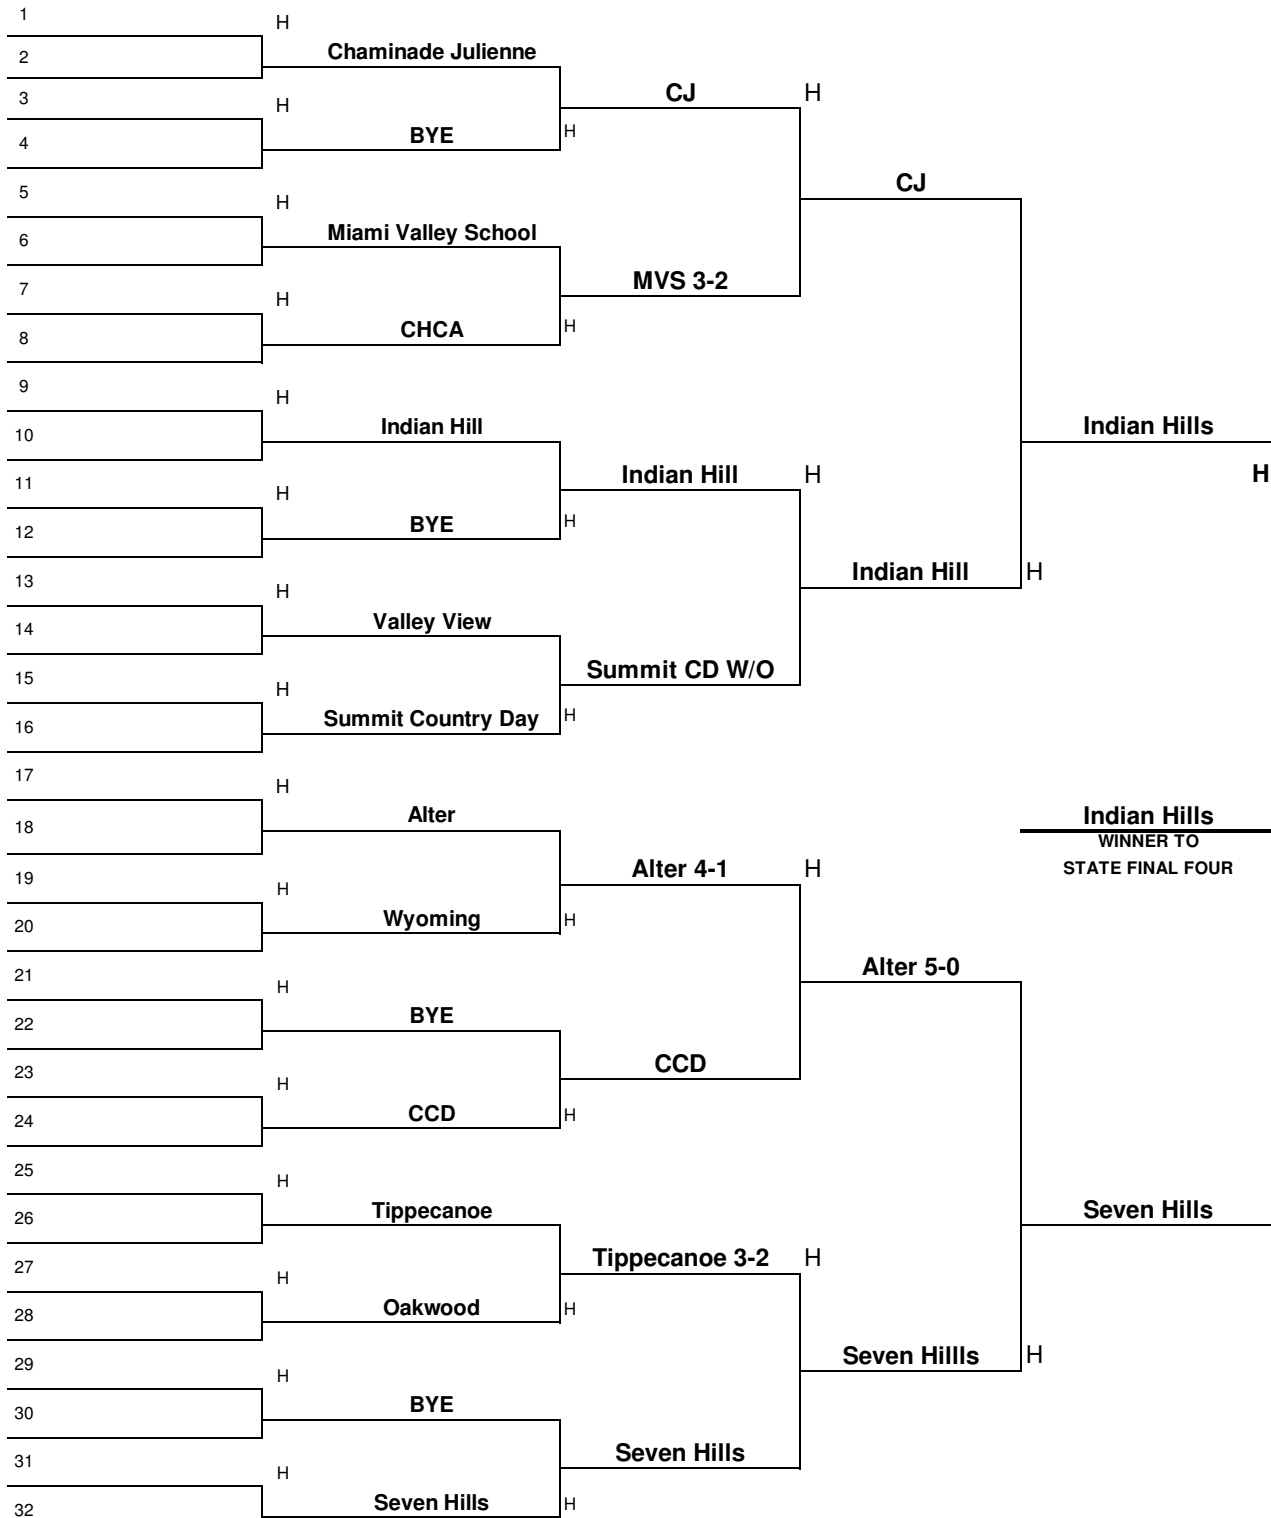 1
H
2
Chaminade Julienne
CJ
H
3
H
BYE
H
4
CJ
5
H
6
Miami Valley School
MVS 3-2
7
H
CHCA
H
8
9
H
10
Indian Hill
Indian Hills
Indian Hill
H
H
11
H
BYE
H
12
Indian Hill
H
13
H
14
Valley View
Summit CD W/O
15
H
Summit Country Day
H
16
17
H
18
Alter
Indian Hills
WINNER TO
STATE FINAL FOUR
Alter 4-1
H
19
H
Wyoming
H
20
Alter 5-0
21
H
22
BYE
CCD
23
H
CCD
H
24
25
H
26
Tippecanoe
Seven Hills
Tippecanoe 3-2
H
27
H
Oakwood
H
28
Seven Hillls
H
29
H
30
BYE
Seven Hills
31
H
Seven Hills
H
32